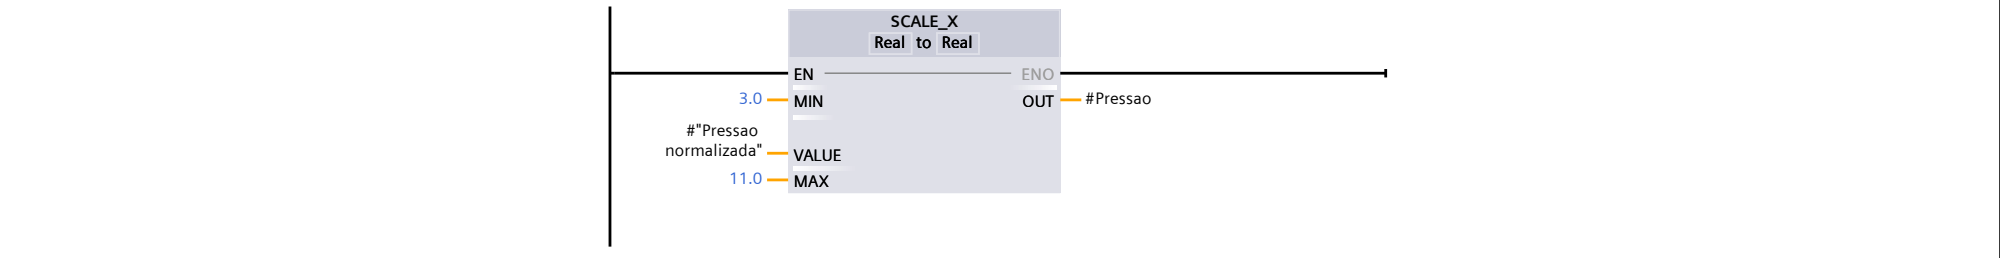 SCALE_X
Real to Real
EN ENO
3.0 MIN OUT #Pressao
#"Pressao
normalizada" VALUE
11.0 MAX